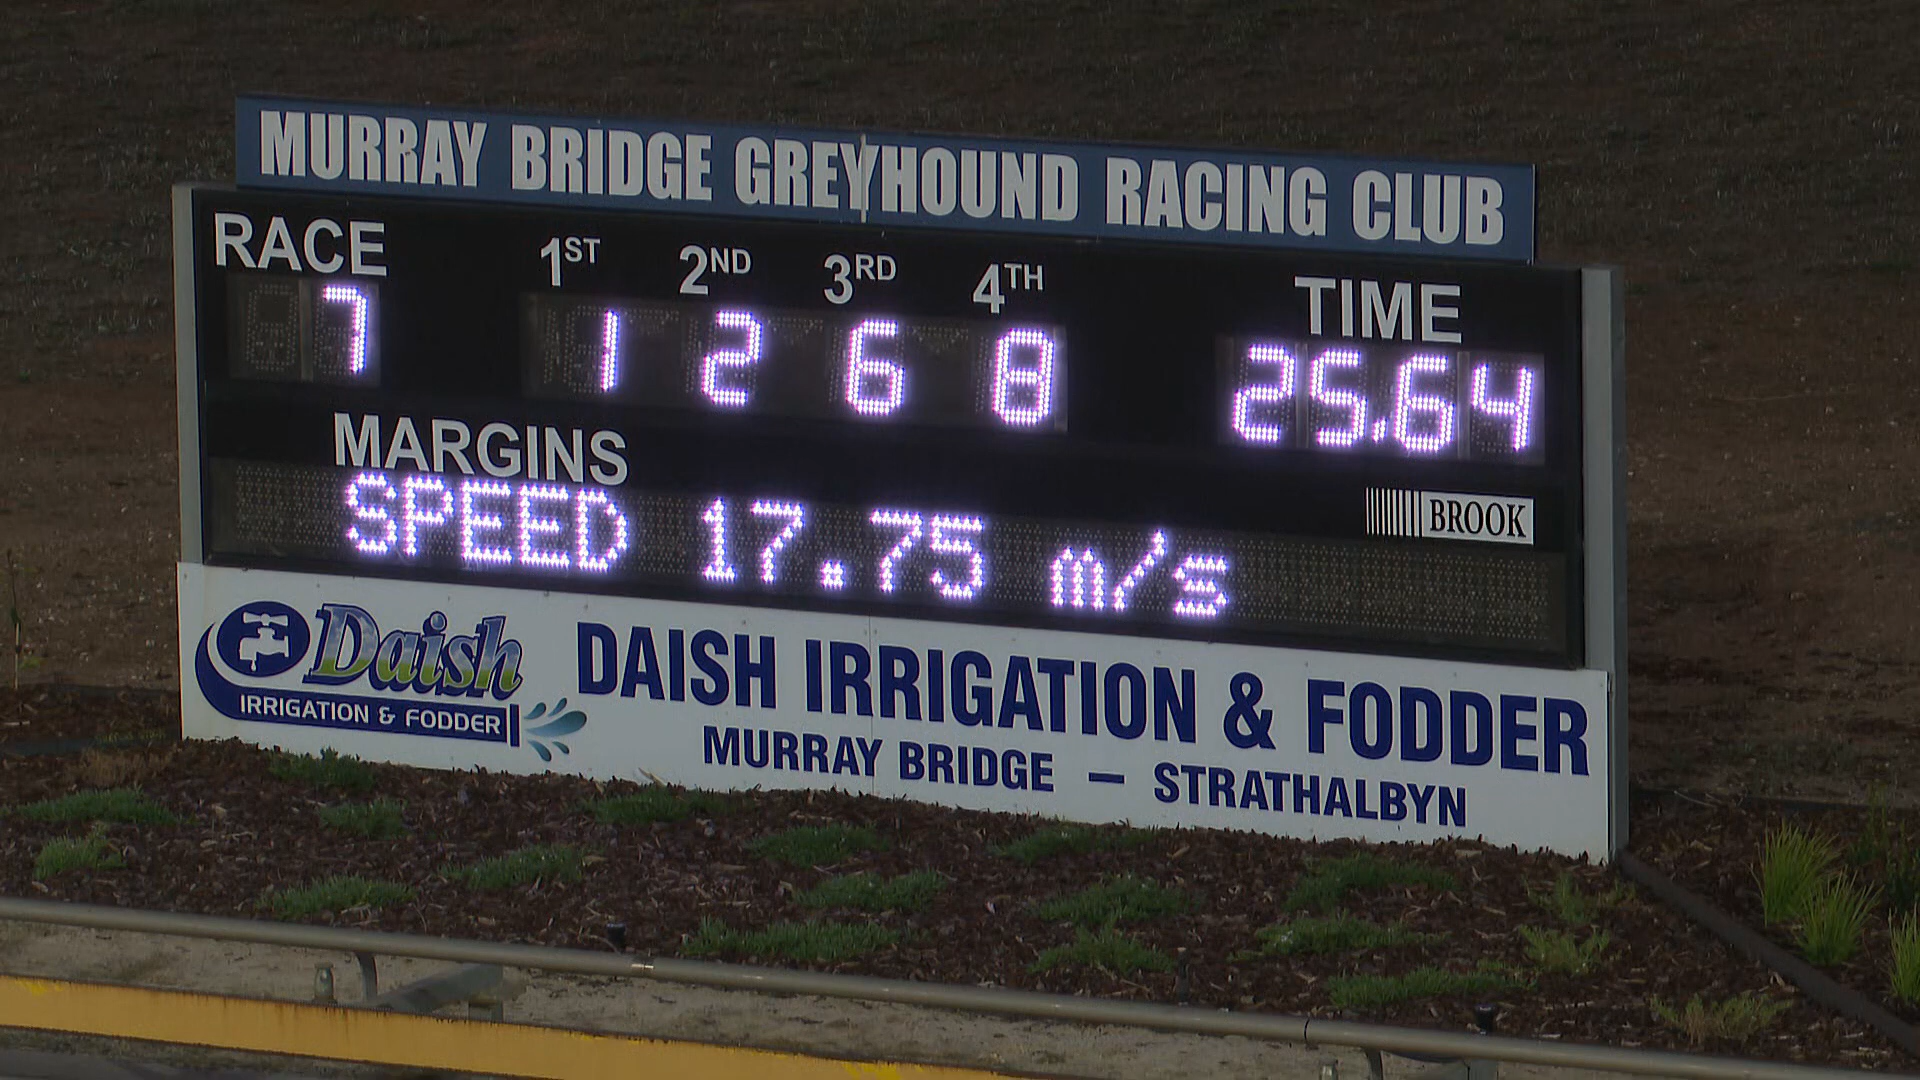 MURRAY BRIDGE GREYHOUND RACING CLUB
RACE 1ST 2ND 3RD 4TH TIME
7 1 2 6 8 25.64
MARGINS
SPEED 17.75 m/s
BROOK
Daish
IRRIGATION & FODDER
DAISH IRRIGATION & FODDER
MURRAY BRIDGE – STRATHALBYN